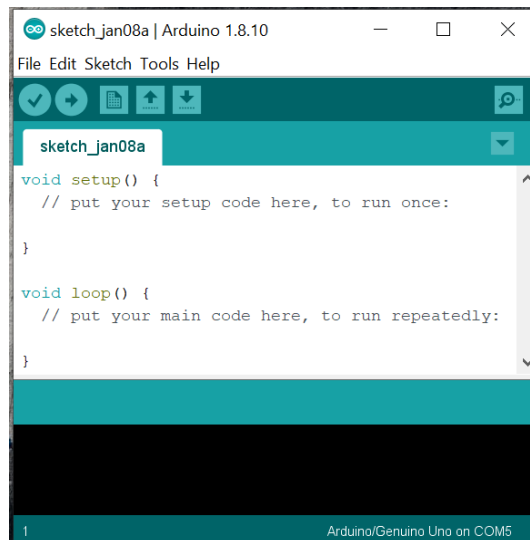 sketch_jan08a | Arduino 1.8.10
File Edit Sketch Tools Help
sketch_jan08a
void setup() {
// put your setup code here, to run once:
}
void loop() {
// put your main code here, to run repeatedly:
}
1 Arduino/Genuino Uno on COM5